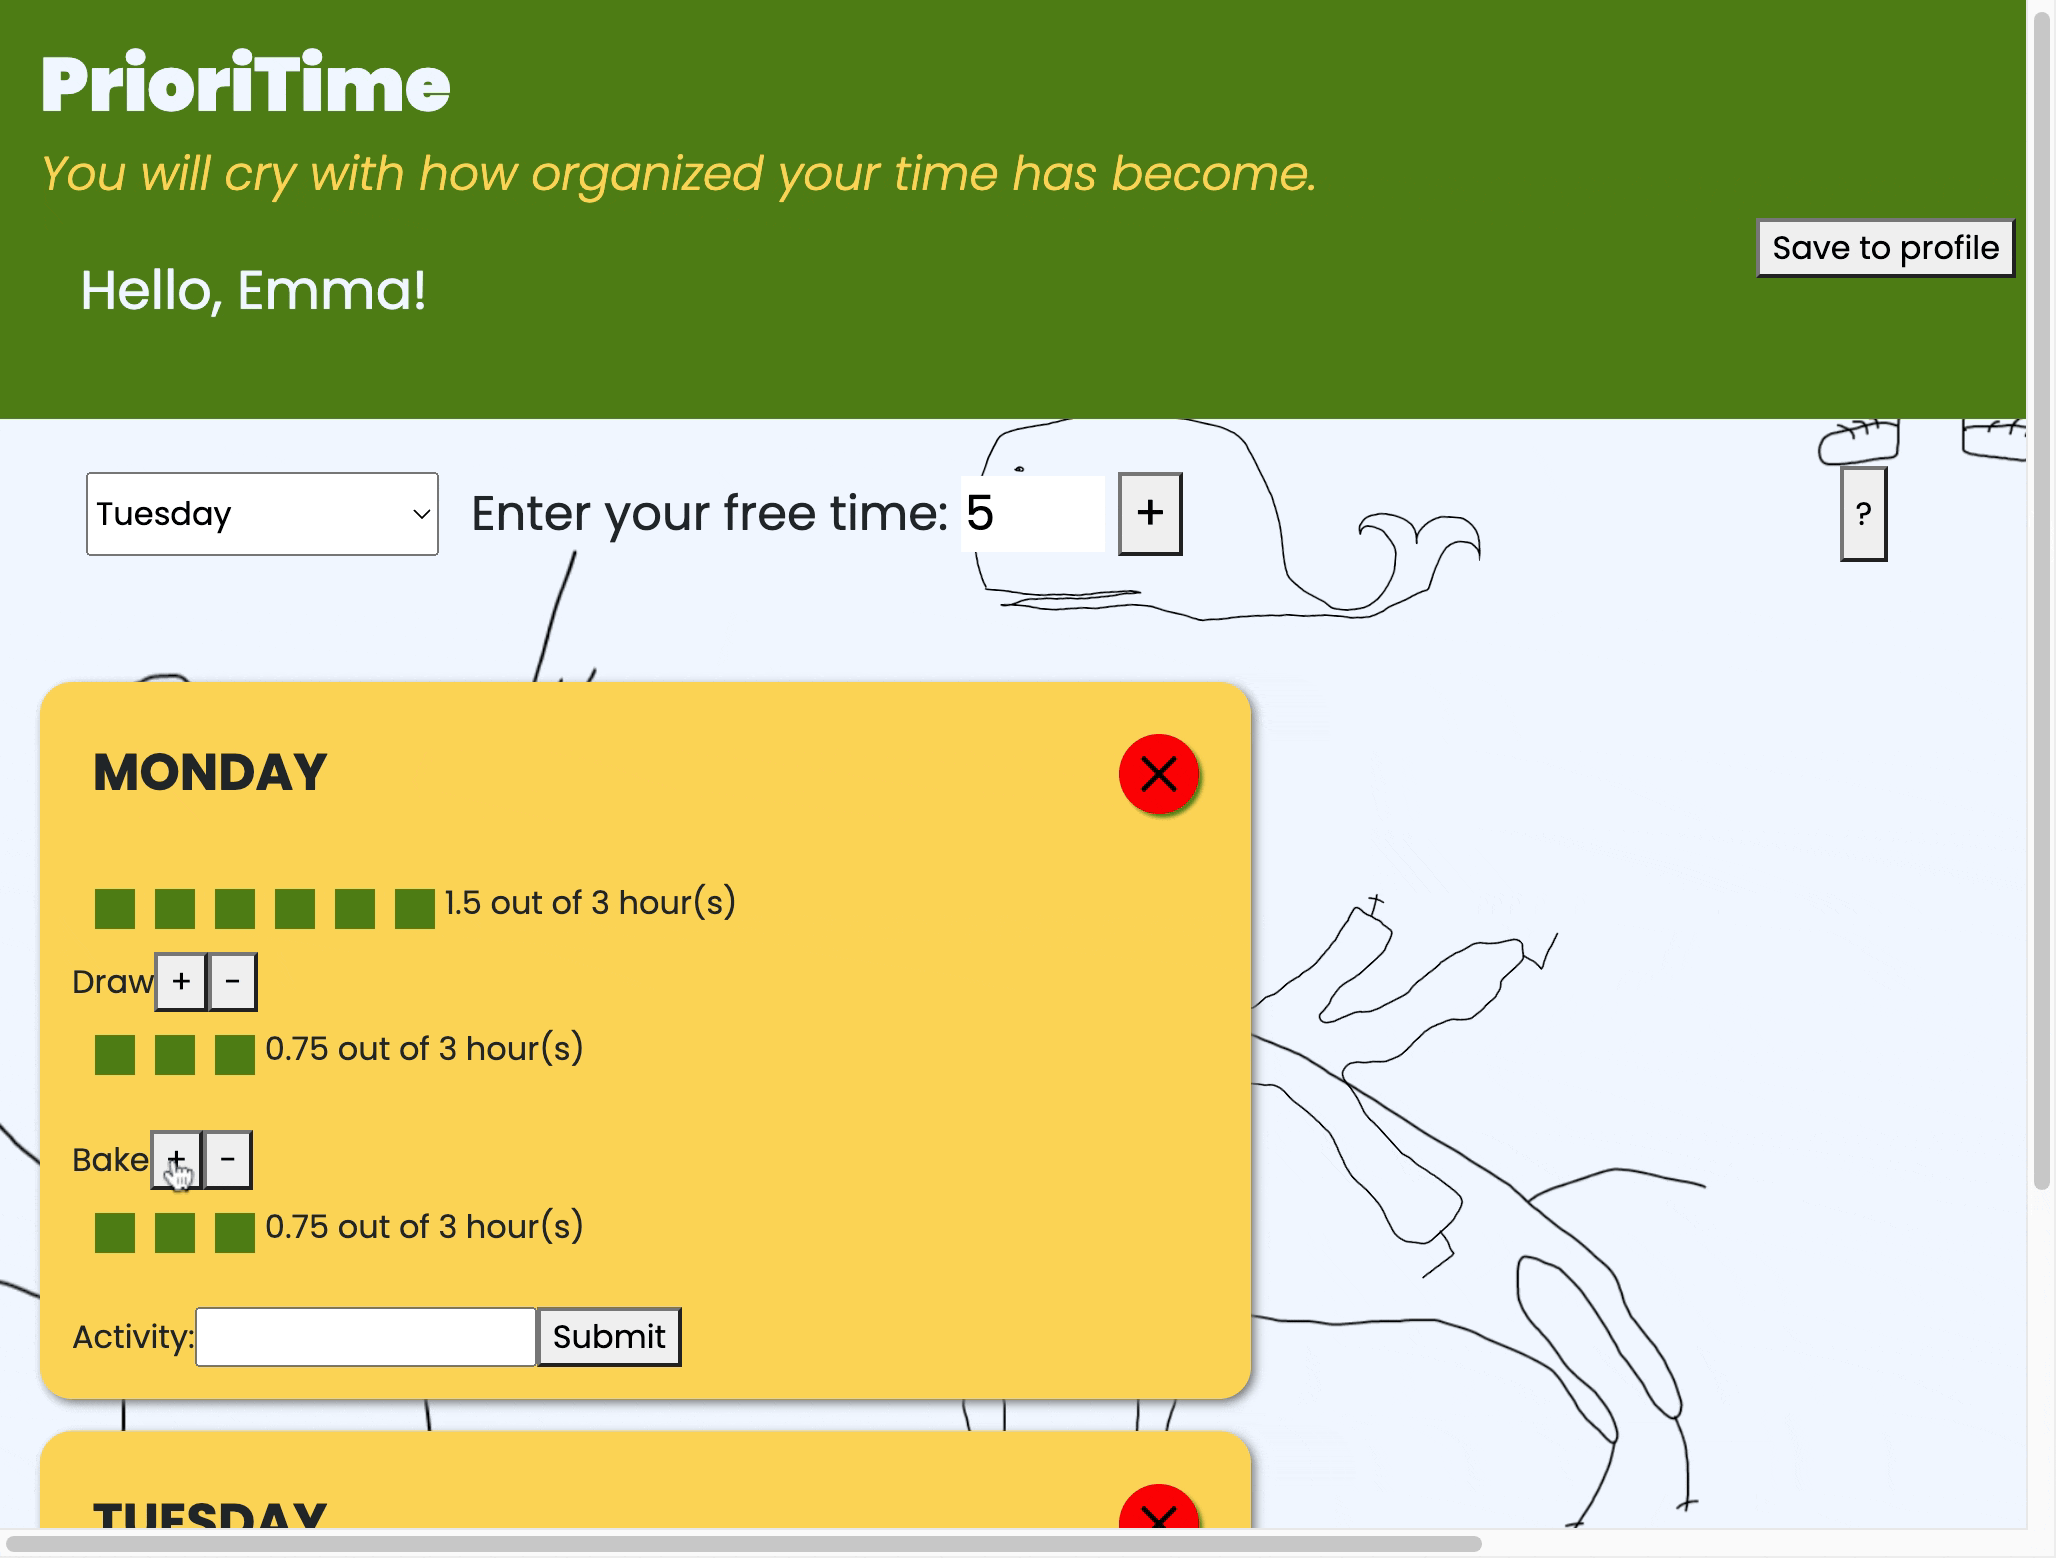 PrioriTime
You will cry with how organized your time has become.
Save to profile
Hello, Emma!
Tuesday Enter your free time: 5 + ?
MONDAY
1.5 out of 3 hour(s)
Draw + -
0.75 out of 3 hour(s)
Bake + -
0.75 out of 3 hour(s)
Activity: Submit
TUESDAY